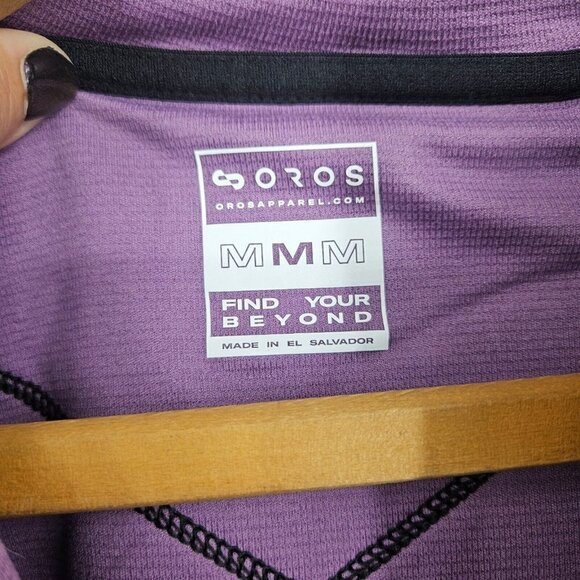 OROS
OROSAPPAREL.COM
MMM
FIND YOUR
BEYOND
MADE IN EL SALVADOR